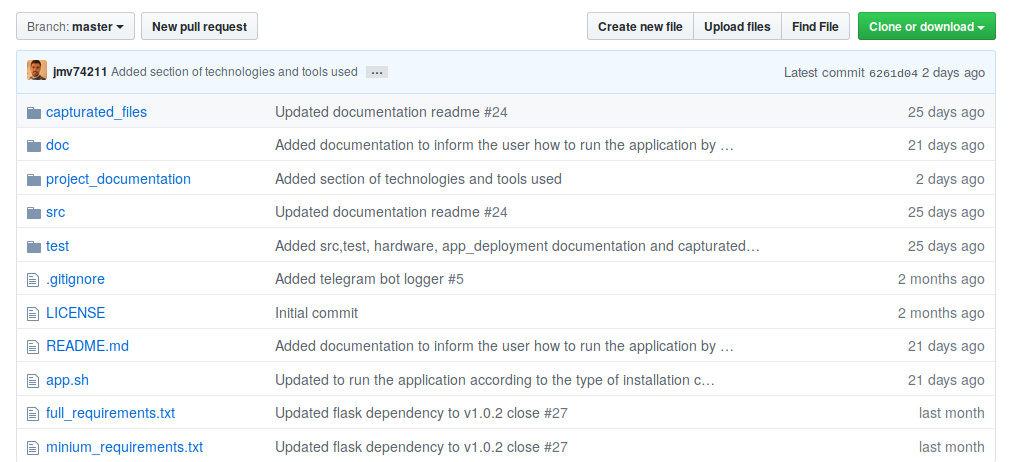 Branch: master New pull request Create new file Upload files Find File Clone or download
jmv74211 Added section of technologies and tools used ... Latest commit 6261d04 2 days ago
capturated_files Updated documentation readme #24 25 days ago
doc Added documentation to inform the user how to run the application by … 21 days ago
project_documentation Added section of technologies and tools used 2 days ago
src Updated documentation readme #24 25 days ago
test Added src,test, hardware, app_deployment documentation and capturated… 25 days ago
.gitignore Added telegram bot logger #5 2 months ago
LICENSE Initial commit 2 months ago
README.md Added documentation to inform the user how to run the application by … 21 days ago
app.sh Updated to run the application according to the type of installation c… 21 days ago
full_requirements.txt Updated flask dependency to v1.0.2 close #27 last month
minium_requirements.txt Updated flask dependency to v1.0.2 close #27 last month